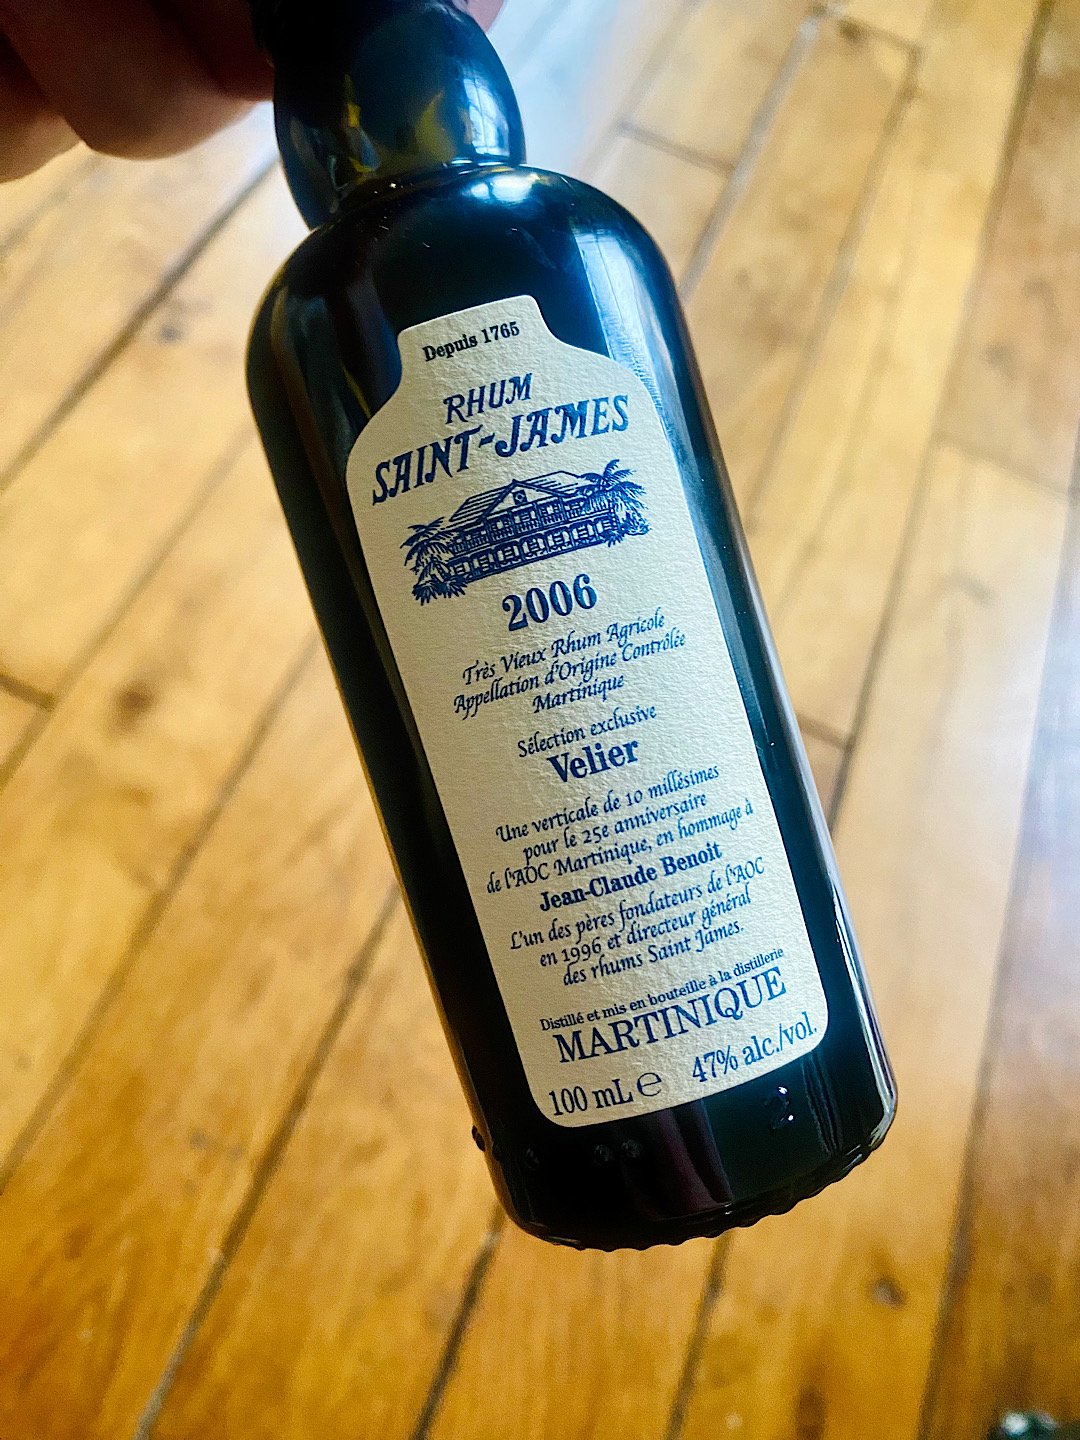 Depuis 1765
RHUM
SAINT-JAMES
2006
Très Vieux Rhum Agricole
Appellation d'Origine Contrôlée
Martinique
Sélection exclusive
Velier
Une verticale de 10 millésimes
pour le 25e anniversaire
de l'AOC Martinique, en hommage à
Jean-Claude Benoit
L'un des pères fondateurs de l'AOC
en 1996 et directeur général
des rhums Saint James.
Distillé et mis en bouteille à la distillerie
MARTINIQUE
100 mL ℮ 47% alc./vol.